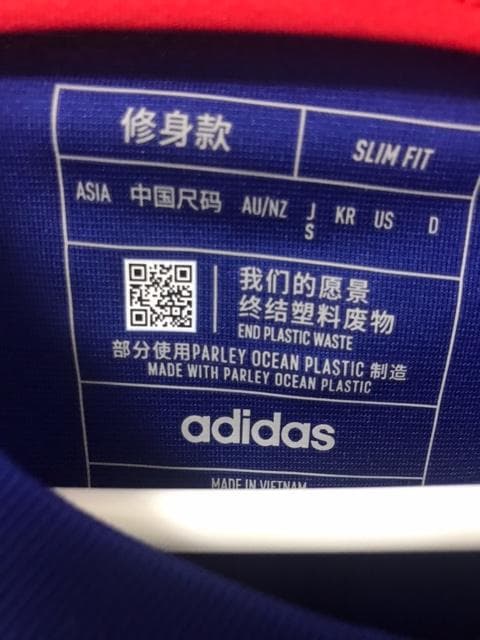 修身款
SLIM FIT
ASIA 中国尺码 AU/NZ J/S KR US D
我们的愿景
终结塑料废物
END PLASTIC WASTE
部分使用PARLEY OCEAN PLASTIC 制造
MADE WITH PARLEY OCEAN PLASTIC
adidas
MADE IN VIETNAM